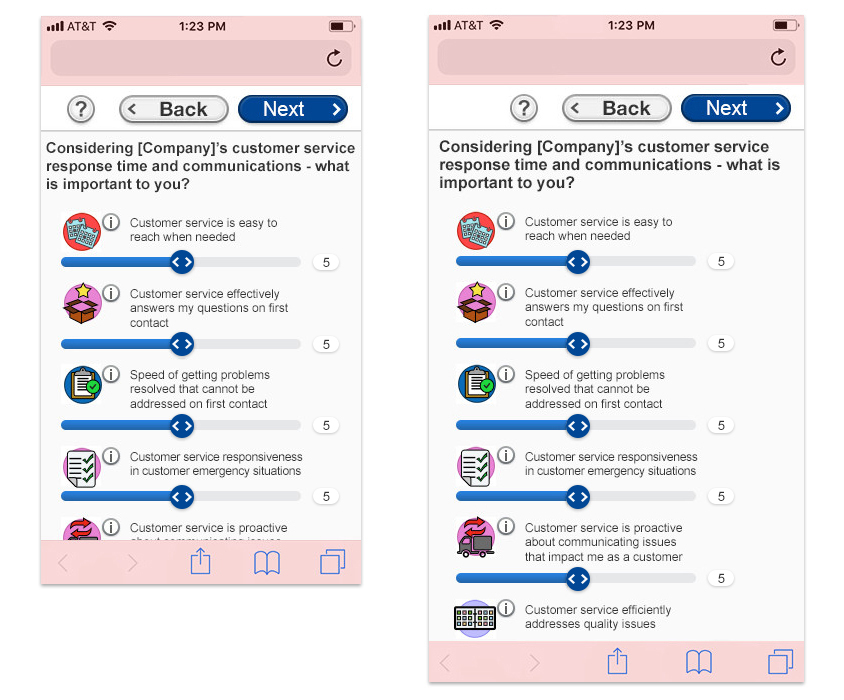 AT&T 1:23 PM
? < Back Next >
Considering [Company]’s customer service
response time and communications - what
is important to you?
i Customer service is easy to
reach when needed
5
i Customer service effectively
answers my questions on first
contact
5
i Speed of getting problems
resolved that cannot be
addressed on first contact
5
i Customer service responsiveness
in customer emergency situations
5
i Customer service is proactive
about communicating issues
AT&T 1:23 PM
? < Back Next >
Considering [Company]’s customer service
response time and communications - what is
important to you?
i Customer service is easy to
reach when needed
5
i Customer service effectively
answers my questions on first
contact
5
i Speed of getting problems
resolved that cannot be
addressed on first contact
5
i Customer service responsiveness
in customer emergency situations
5
i Customer service is proactive
about communicating issues
that impact me as a customer
5
i Customer service efficiently
addresses quality issues